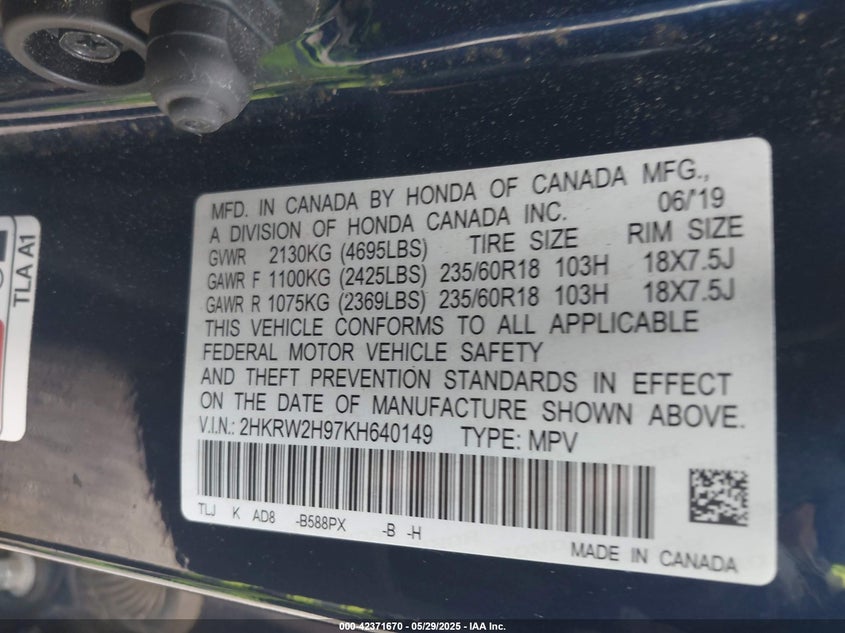 MFD. IN CANADA BY HONDA OF CANADA MFG.,
A DIVISION OF HONDA CANADA INC. 06/'19
GVWR 2130KG (4695LBS) TIRE SIZE RIM SIZE
GAWR F 1100KG (2425LBS) 235/60R18 103H 18X7.5J
GAWR R 1075KG (2369LBS) 235/60R18 103H 18X7.5J
THIS VEHICLE CONFORMS TO ALL APPLICABLE
FEDERAL MOTOR VEHICLE SAFETY
AND THEFT PREVENTION STANDARDS IN EFFECT
ON THE DATE OF MANUFACTURE SHOWN ABOVE.
V.I.N.: 2HKRW2H97KH640149 TYPE: MPV
TLJ K AD8 -B588PX -B -H
MADE IN CANADA
TLA A1
000-42371670 - 05/29/2025 - IAA Inc.